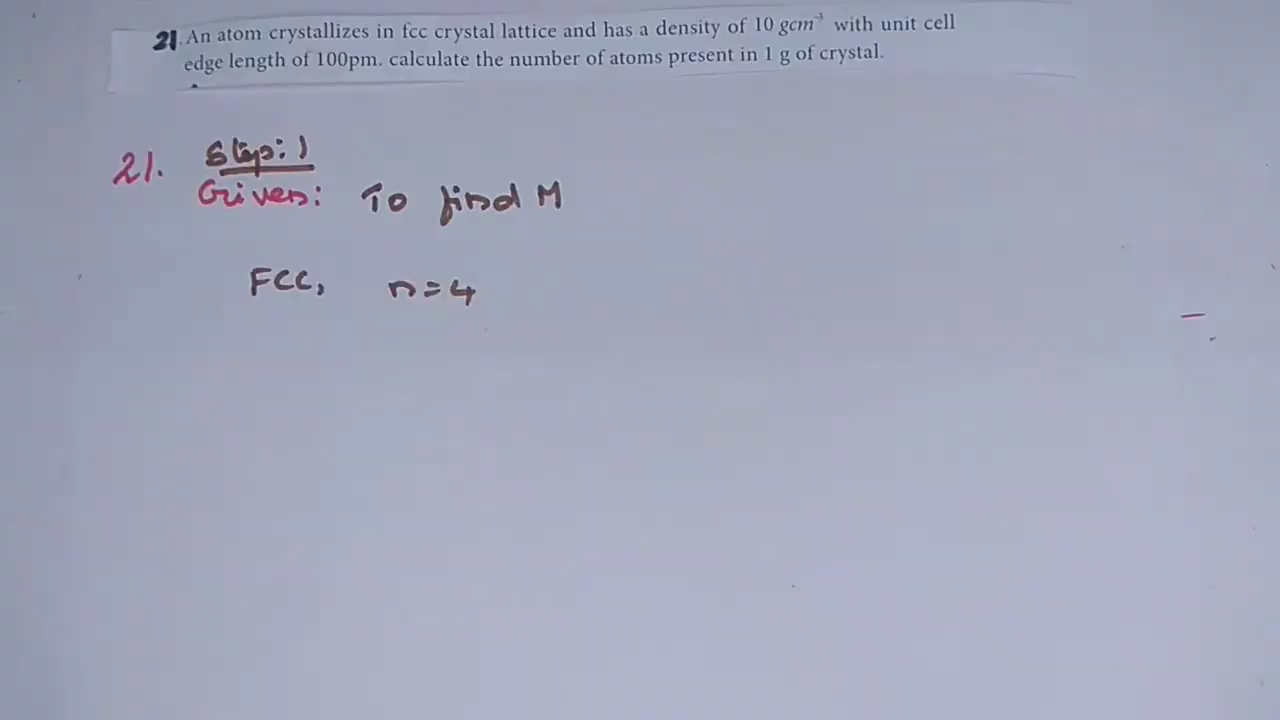 21. An atom crystallizes in fcc crystal lattice and has a density of 10 gcm⁻³ with unit cell
edge length of 100pm. calculate the number of atoms present in 1 g of crystal.
21. Step: 1
Given: To find M
FCC, n=4